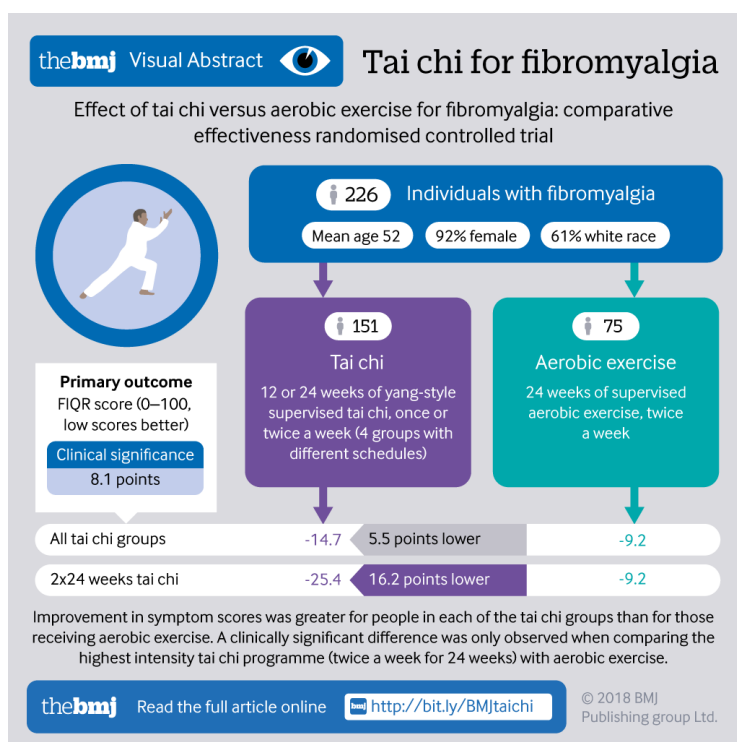 thebmj Visual Abstract
Tai chi for fibromyalgia
Effect of tai chi versus aerobic exercise for fibromyalgia: comparative
effectiveness randomised controlled trial
226 Individuals with fibromyalgia
Mean age 52
92% female
61% white race
151
Tai chi
12 or 24 weeks of yang-style
supervised tai chi, once or
twice a week (4 groups with
different schedules)
75
Aerobic exercise
24 weeks of supervised
aerobic exercise, twice
a week
Primary outcome
FIQR score (0–100,
low scores better)
Clinical significance
8.1 points
All tai chi groups -14.7 5.5 points lower -9.2
2x24 weeks tai chi -25.4 16.2 points lower -9.2
Improvement in symptom scores was greater for people in each of the tai chi groups than for those
receiving aerobic exercise. A clinically significant difference was only observed when comparing the
highest intensity tai chi programme (twice a week for 24 weeks) with aerobic exercise.
thebmj Read the full article online bmj http://bit.ly/BMJtaichi
© 2018 BMJ
Publishing group Ltd.